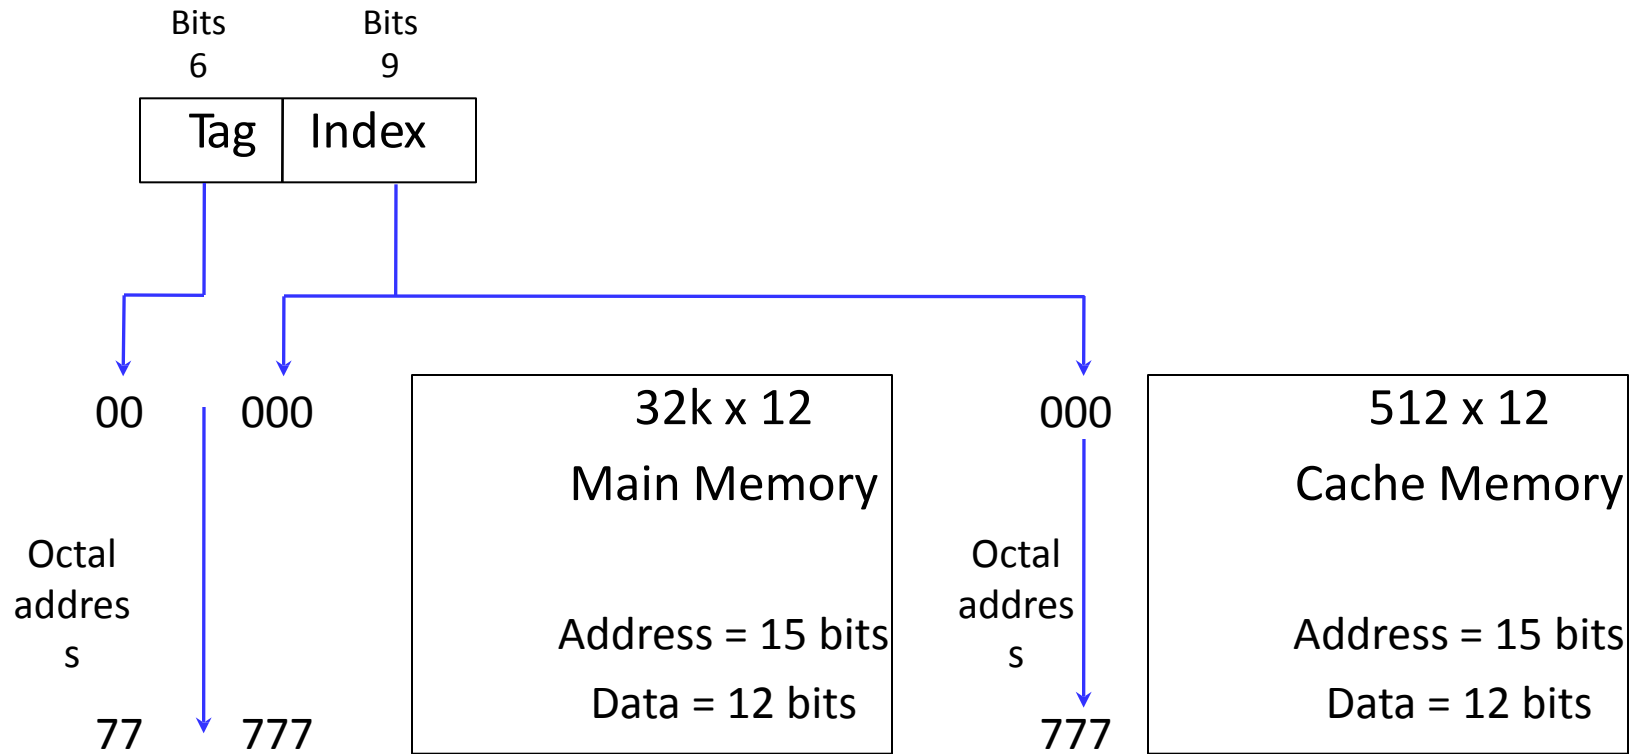 Bits
6
Bits
9
Tag
Index
00
000
Octal
addres
s
77
777
32k x 12
Main Memory
Address = 15 bits
Data = 12 bits
000
Octal
addres
s
777
512 x 12
Cache Memory
Address = 15 bits
Data = 12 bits